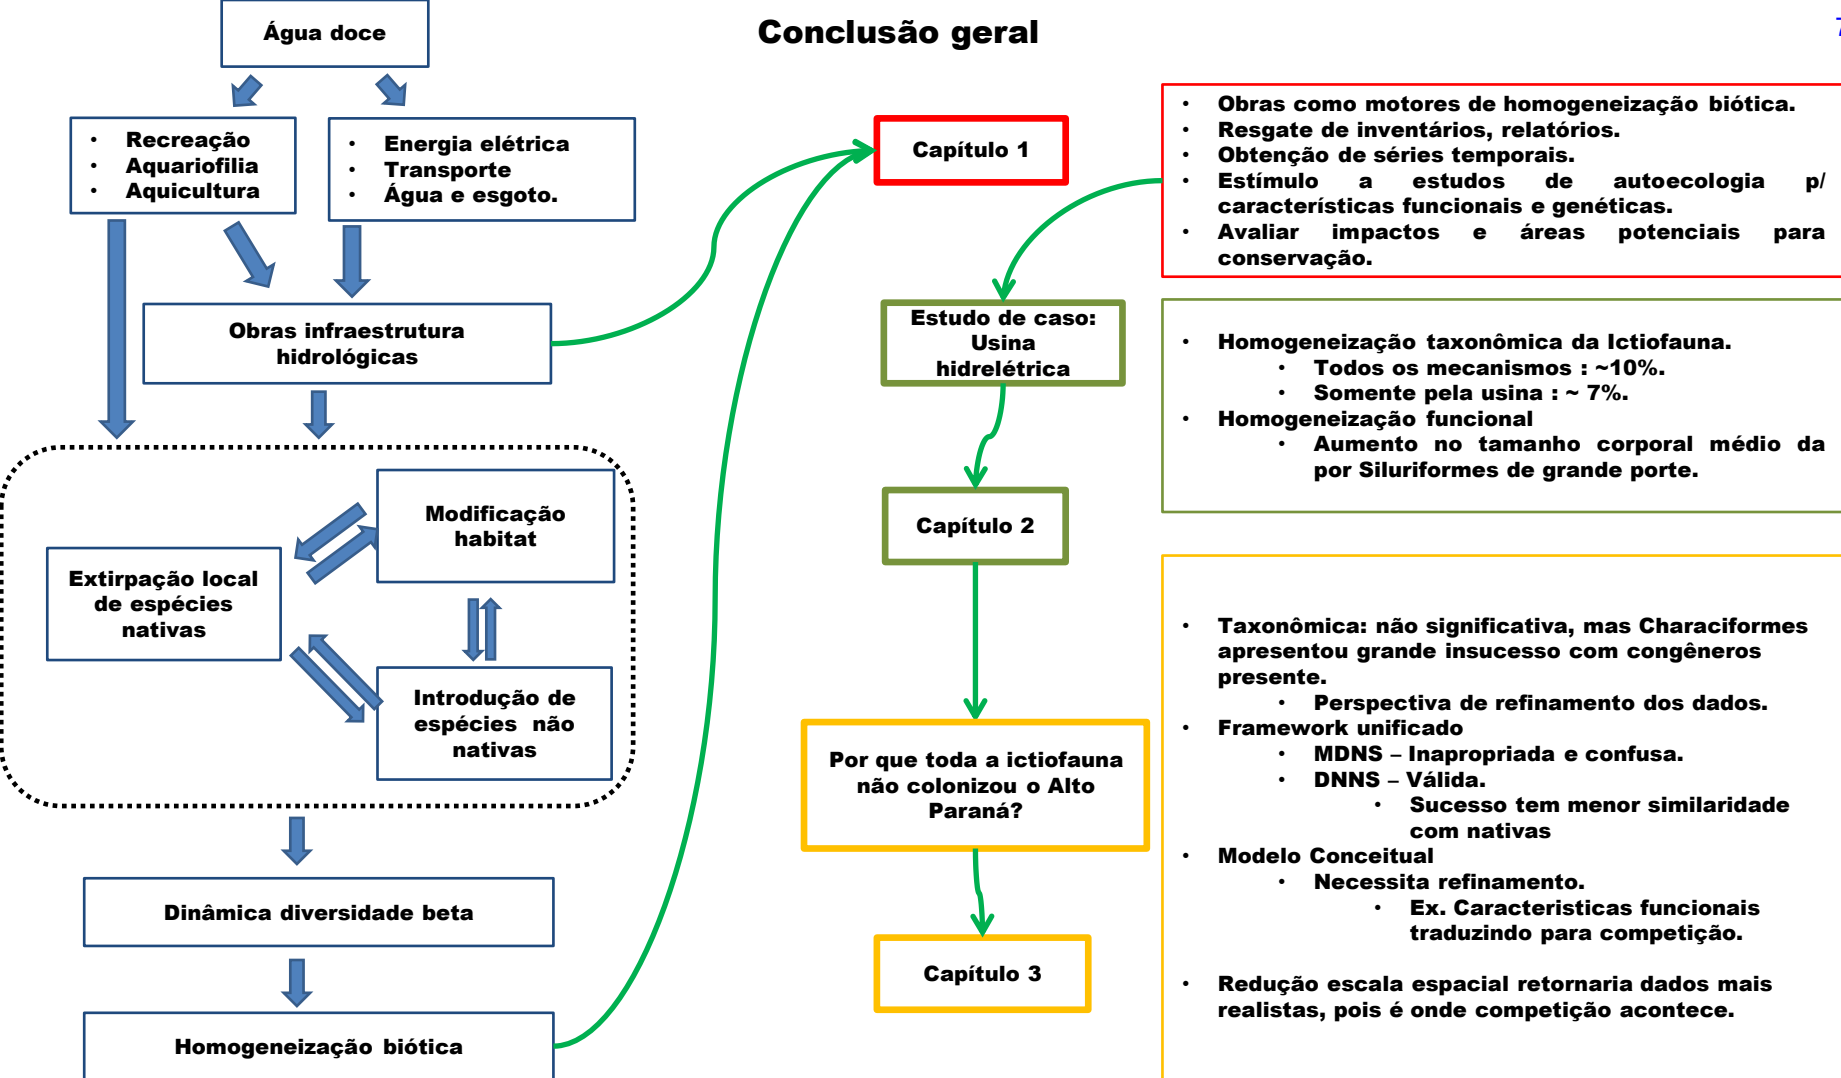 Conclusão geral
7
Água doce
• Recreação
• Aquariofilia
• Aquicultura
• Energia elétrica
• Transporte
• Água e esgoto.
Obras infraestrutura
hidrológicas
Modificação
habitat
Extirpação local
de espécies
nativas
Introdução de
espécies não
nativas
Dinâmica diversidade beta
Homogeneização biótica
Capítulo 1
Estudo de caso:
Usina
hidrelétrica
Capítulo 2
Por que toda a ictiofauna
não colonizou o Alto
Paraná?
Capítulo 3
• Obras como motores de homogeneização biótica.
• Resgate de inventários, relatórios.
• Obtenção de séries temporais.
• Estímulo a estudos de autoecologia p/
características funcionais e genéticas.
• Avaliar impactos e áreas potenciais para
conservação.
• Homogeneização taxonômica da Ictiofauna.
• Todos os mecanismos : ~10%.
• Somente pela usina : ~ 7%.
• Homogeneização funcional
• Aumento no tamanho corporal médio da
por Siluriformes de grande porte.
• Taxonômica: não significativa, mas Characiformes
apresentou grande insucesso com congêneros
presente.
• Perspectiva de refinamento dos dados.
• Framework unificado
• MDNS – Inapropriada e confusa.
• DNNS – Válida.
• Sucesso tem menor similaridade
com nativas
• Modelo Conceitual
• Necessita refinamento.
• Ex. Caracteristicas funcionais
traduzindo para competição.
• Redução escala espacial retornaria dados mais
realistas, pois é onde competição acontece.